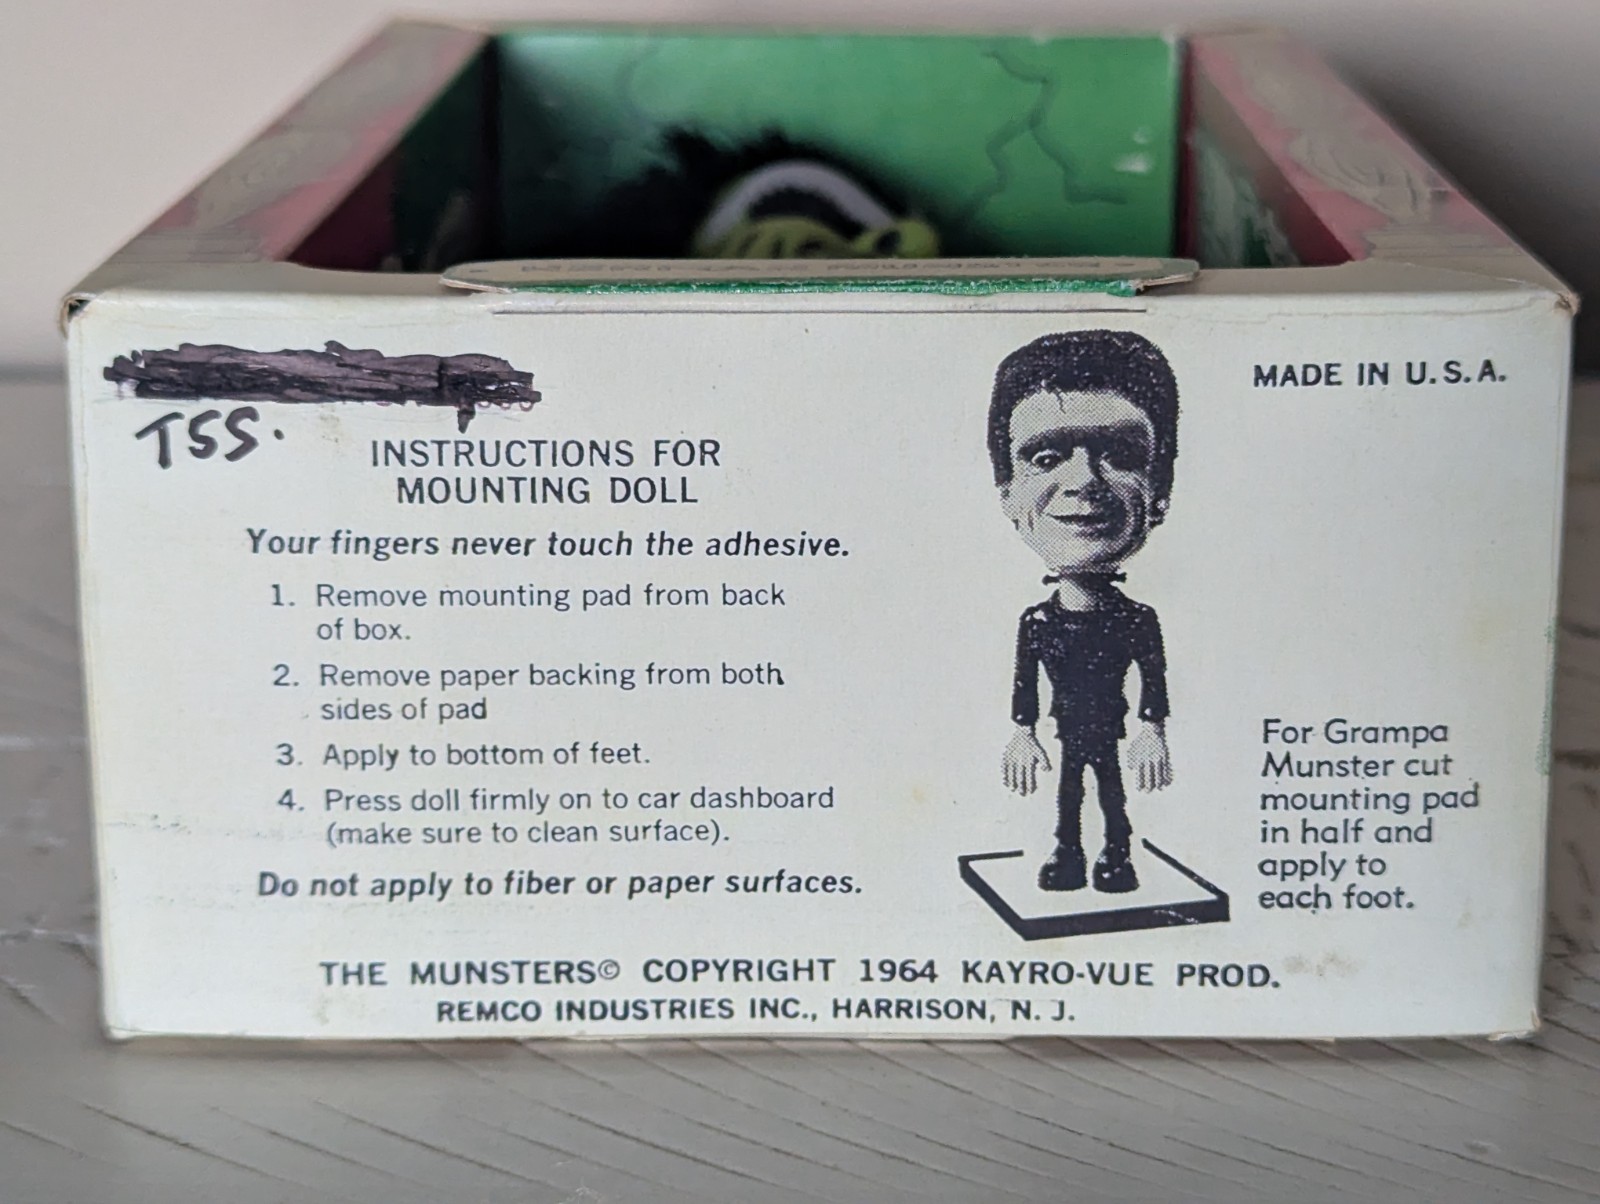 MADE IN U.S.A.
TSS.
INSTRUCTIONS FOR
MOUNTING DOLL
Your fingers never touch the adhesive.
1. Remove mounting pad from back
of box.
2. Remove paper backing from both
sides of pad
3. Apply to bottom of feet.
4. Press doll firmly on to car dashboard
(make sure to clean surface).
Do not apply to fiber or paper surfaces.
For Grampa
Munster cut
mounting pad
in half and
apply to
each foot.
THE MUNSTERS© COPYRIGHT 1964 KAYRO-VUE PROD.
REMCO INDUSTRIES INC., HARRISON, N. J.